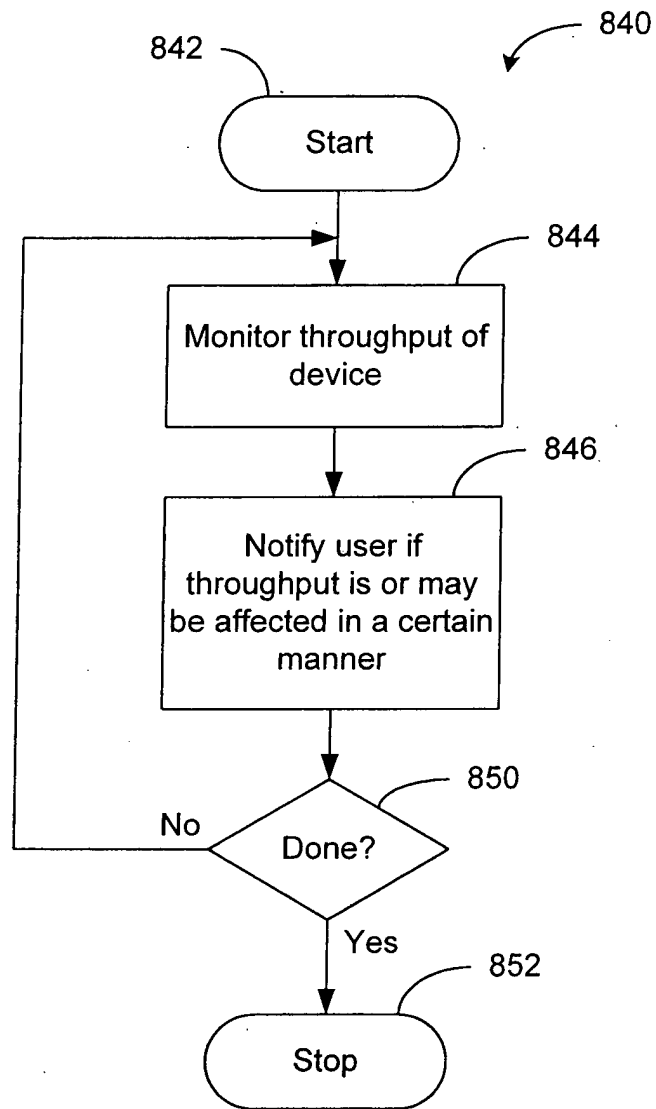 840
842
Start
844
Monitor throughput of
device
846
Notify user if
throughput is or may
be affected in a certain
manner
850
No
Done?
Yes
852
Stop